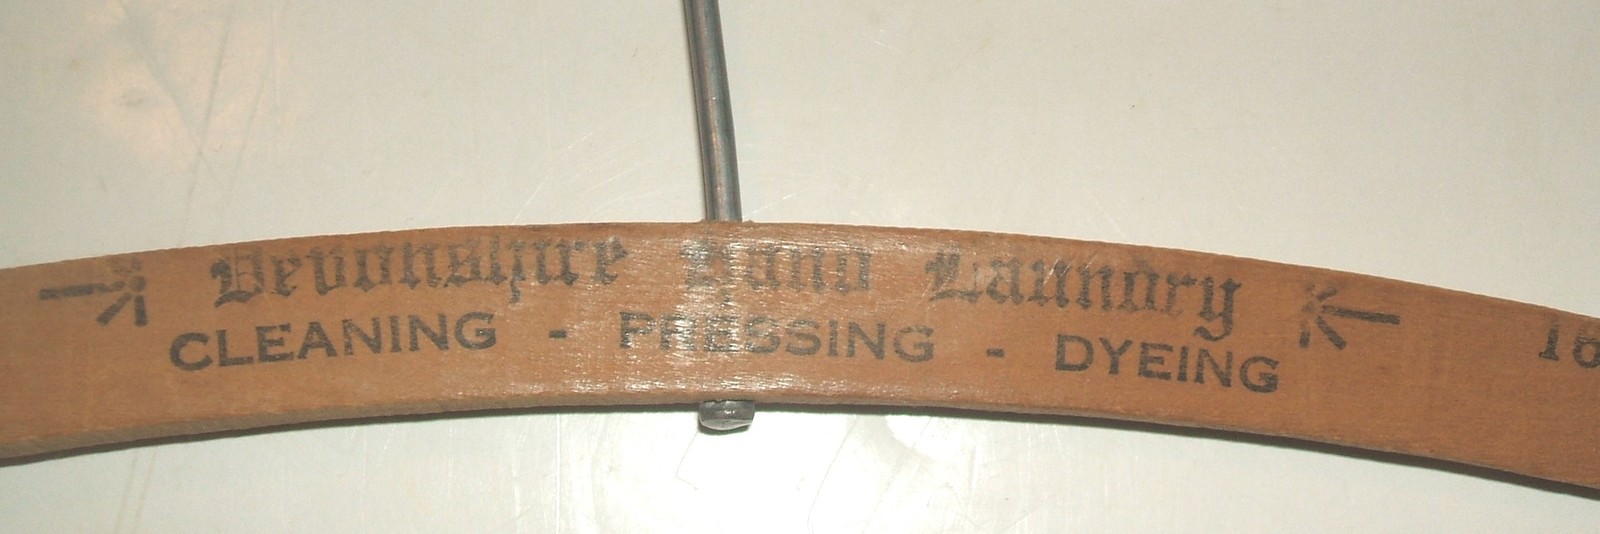 Devonshire Hand Laundry
CLEANING - PRESSING - DYEING